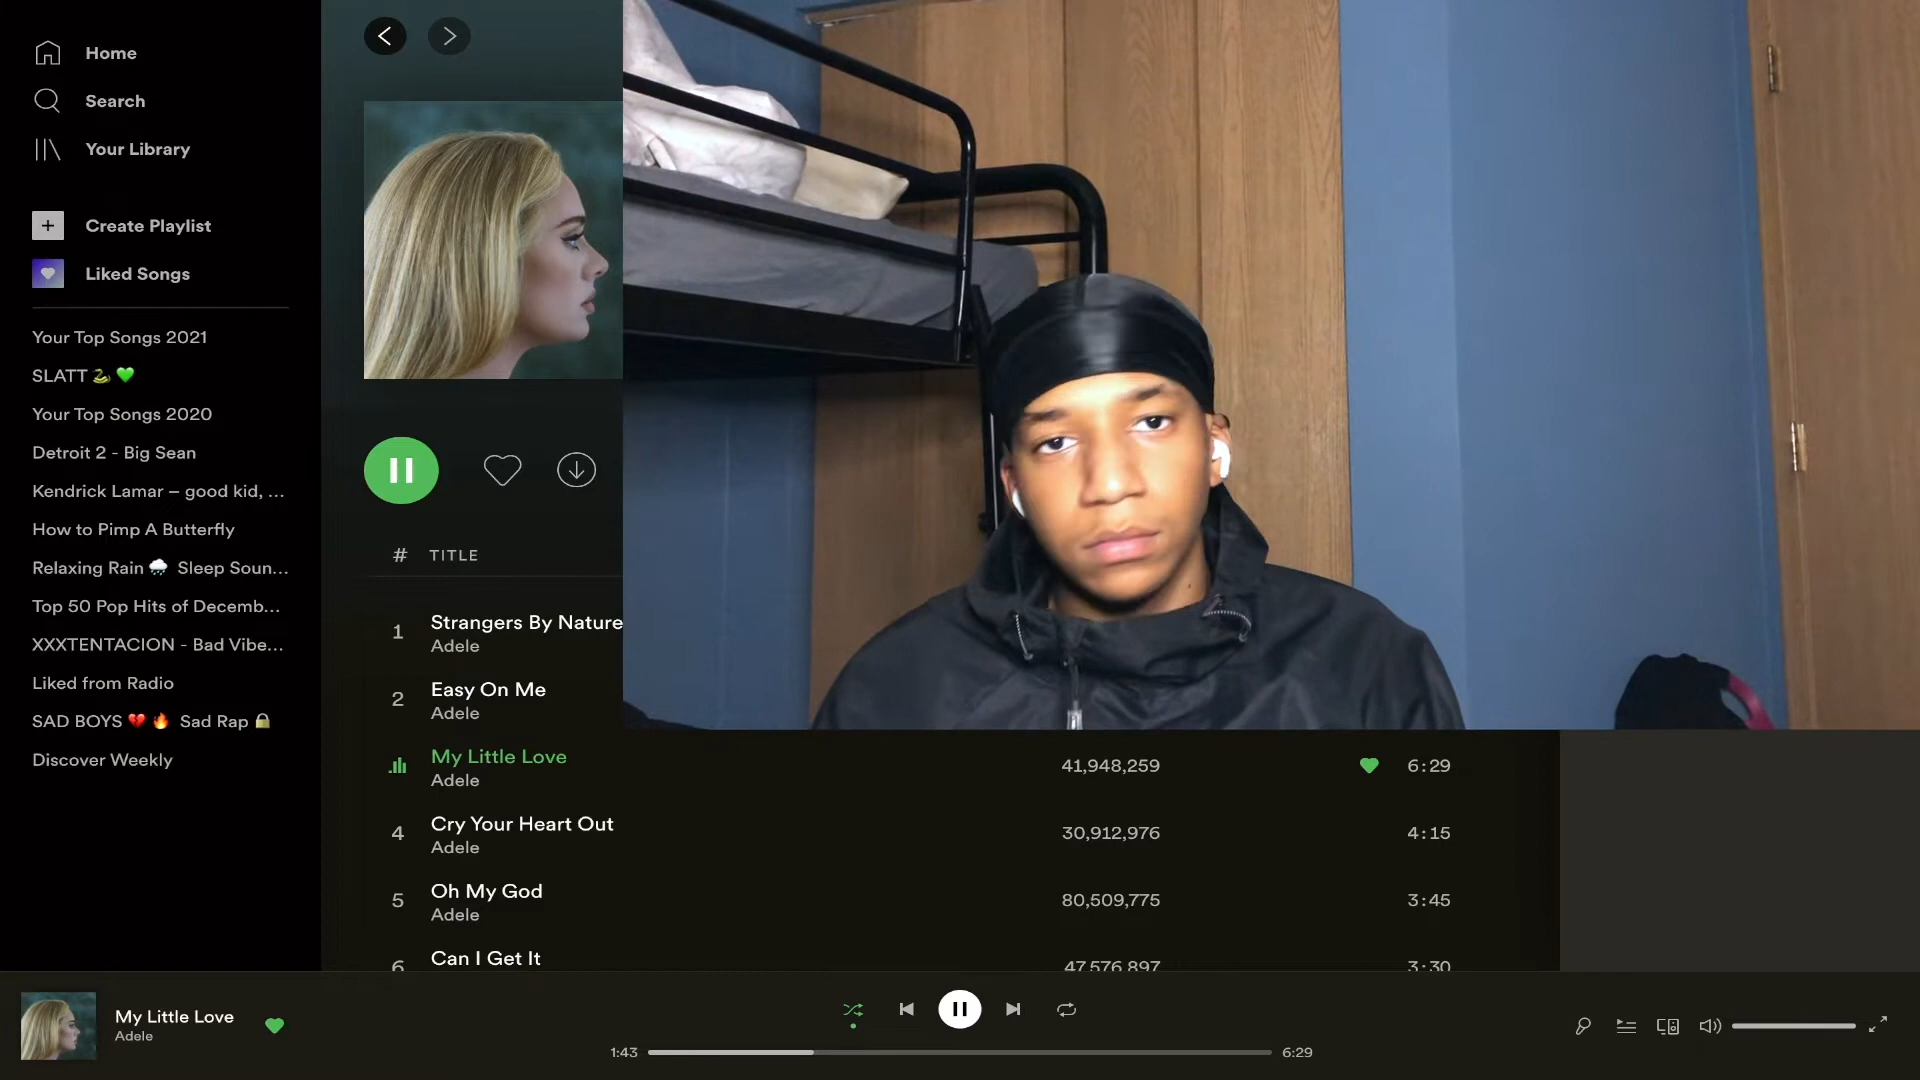 Home
Search
Your Library
Create Playlist
Liked Songs
Your Top Songs 2021
SLATT 🐍 💚
Your Top Songs 2020
Detroit 2 - Big Sean
Kendrick Lamar – good kid, ...
How to Pimp A Butterfly
Relaxing Rain 🌧️ Sleep Soun...
Top 50 Pop Hits of Decemb...
XXXTENTACION - Bad Vibe...
Liked from Radio
SAD BOYS 💔 🔥 Sad Rap 🔒
Discover Weekly
# TITLE
1 Strangers By Nature
Adele
2 Easy On Me
Adele
My Little Love 41,948,259 6:29
Adele
4 Cry Your Heart Out 30,912,976 4:15
Adele
5 Oh My God 80,509,775 3:45
Adele
6 Can I Get It 47,576,897 3:30
My Little Love
Adele
1:43 6:29